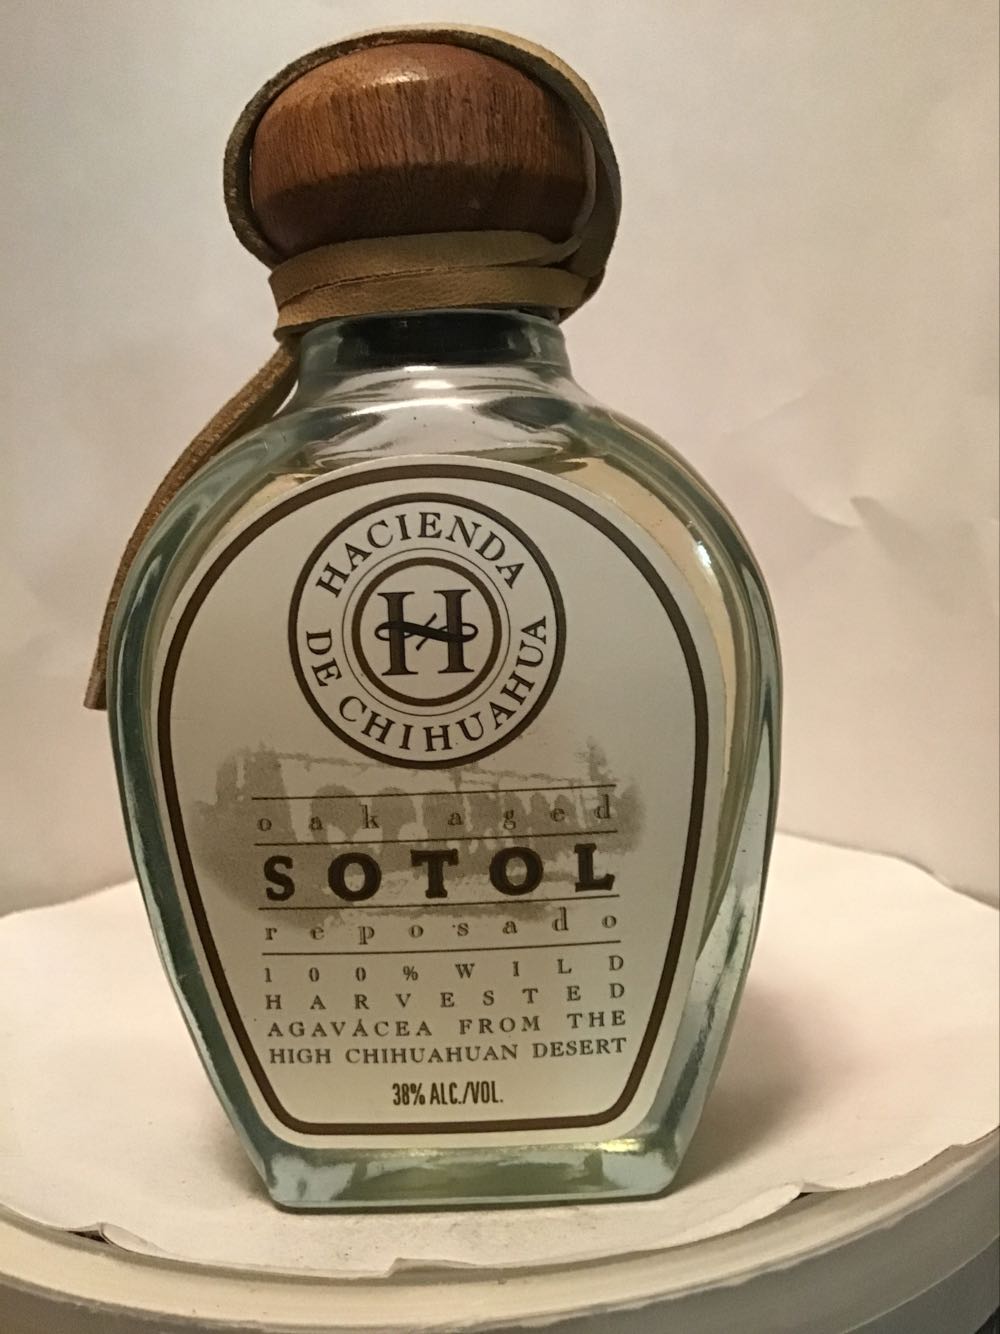 HACIENDA
DE CHIHUAHUA
H
oak aged
SOTOL
reposado
100% WILD
HARVESTED
AGAVÁCEA FROM THE
HIGH CHIHUAHUAN DESERT
38% ALC./VOL.